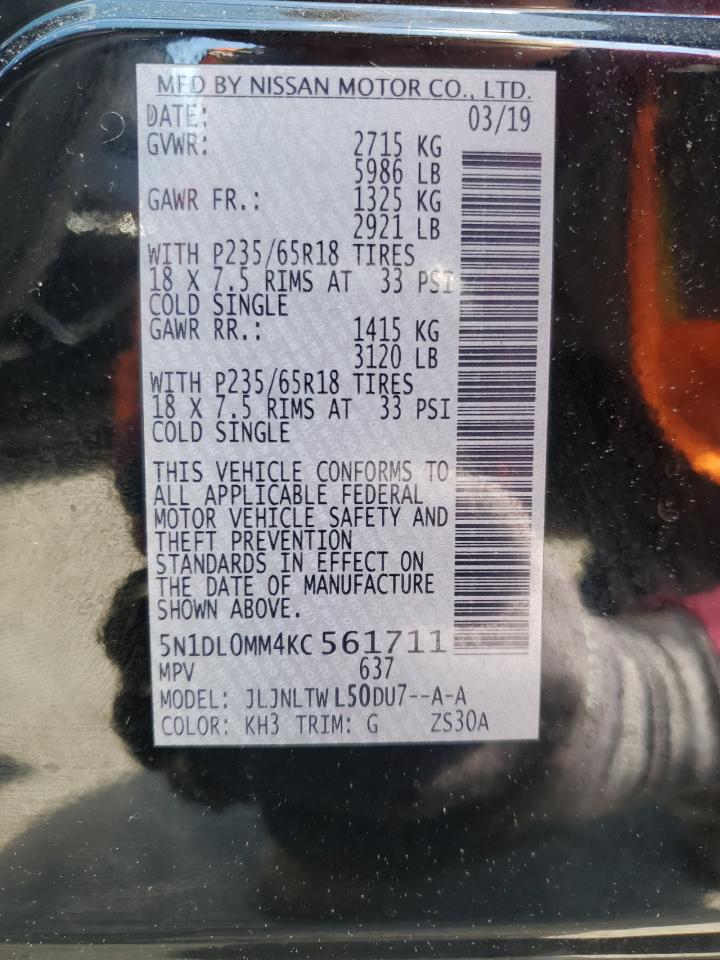 MFD BY NISSAN MOTOR CO., LTD.
DATE: 03/19
GVWR: 2715 KG
5986 LB
GAWR FR.: 1325 KG
2921 LB
WITH P235/65R18 TIRES
18 X 7.5 RIMS AT 33 PSI
COLD SINGLE
GAWR RR.: 1415 KG
3120 LB
WITH P235/65R18 TIRES
18 X 7.5 RIMS AT 33 PSI
COLD SINGLE
THIS VEHICLE CONFORMS TO
ALL APPLICABLE FEDERAL
MOTOR VEHICLE SAFETY AND
THEFT PREVENTION
STANDARDS IN EFFECT ON
THE DATE OF MANUFACTURE
SHOWN ABOVE.
5N1DL0MM4KC 561711
MPV 637
MODEL: JLJNLTW L50DU7--A-A
COLOR: KH3 TRIM: G ZS30A